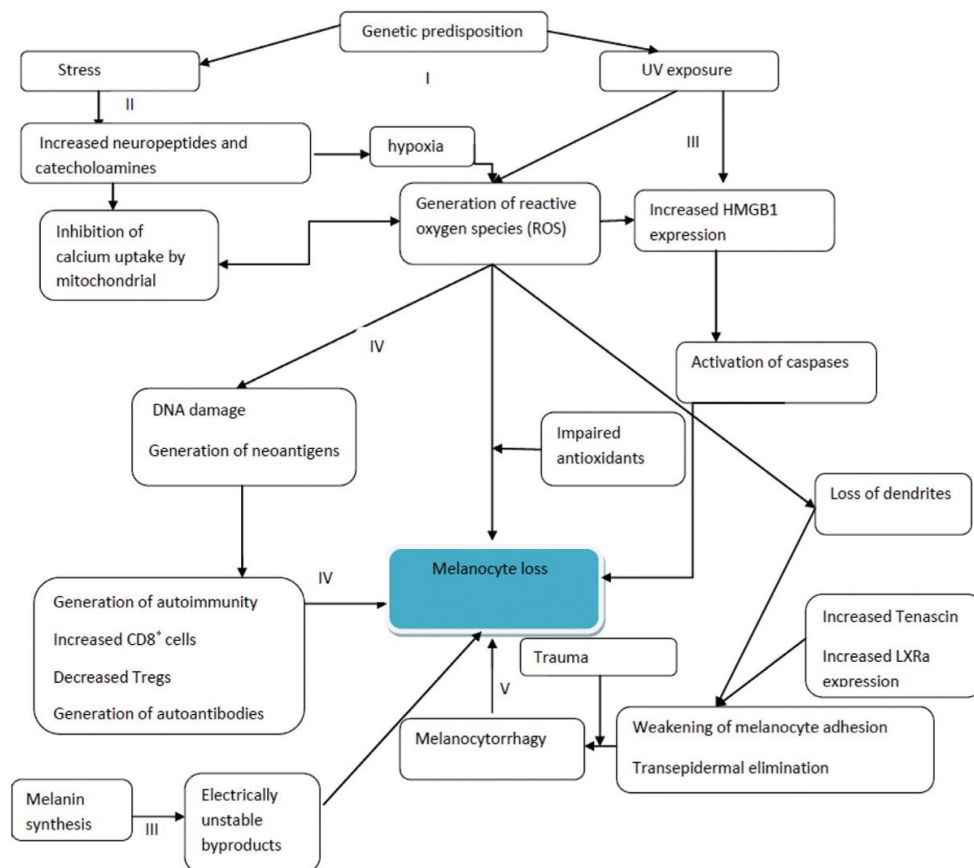 Genetic predisposition
Stress
I
UV exposure
II
III
Increased neuropeptides and
catecholoamines
hypoxia
Generation of reactive
oxygen species (ROS)
Increased HMGB1
expression
Inhibition of
calcium uptake by
mitochondrial
IV
Activation of caspases
DNA damage
Generation of neoantigens
Impaired
antioxidants
Loss of dendrites
Melanocyte loss
IV
Generation of autoimmunity
Increased CD8⁺ cells
Decreased Tregs
Generation of autoantibodies
Increased Tenascin
Increased LXRa
expression
Trauma
V
Melanocytorrhagy
Weakening of melanocyte adhesion
Transepidermal elimination
Melanin
synthesis
III
Electrically
unstable
byproducts